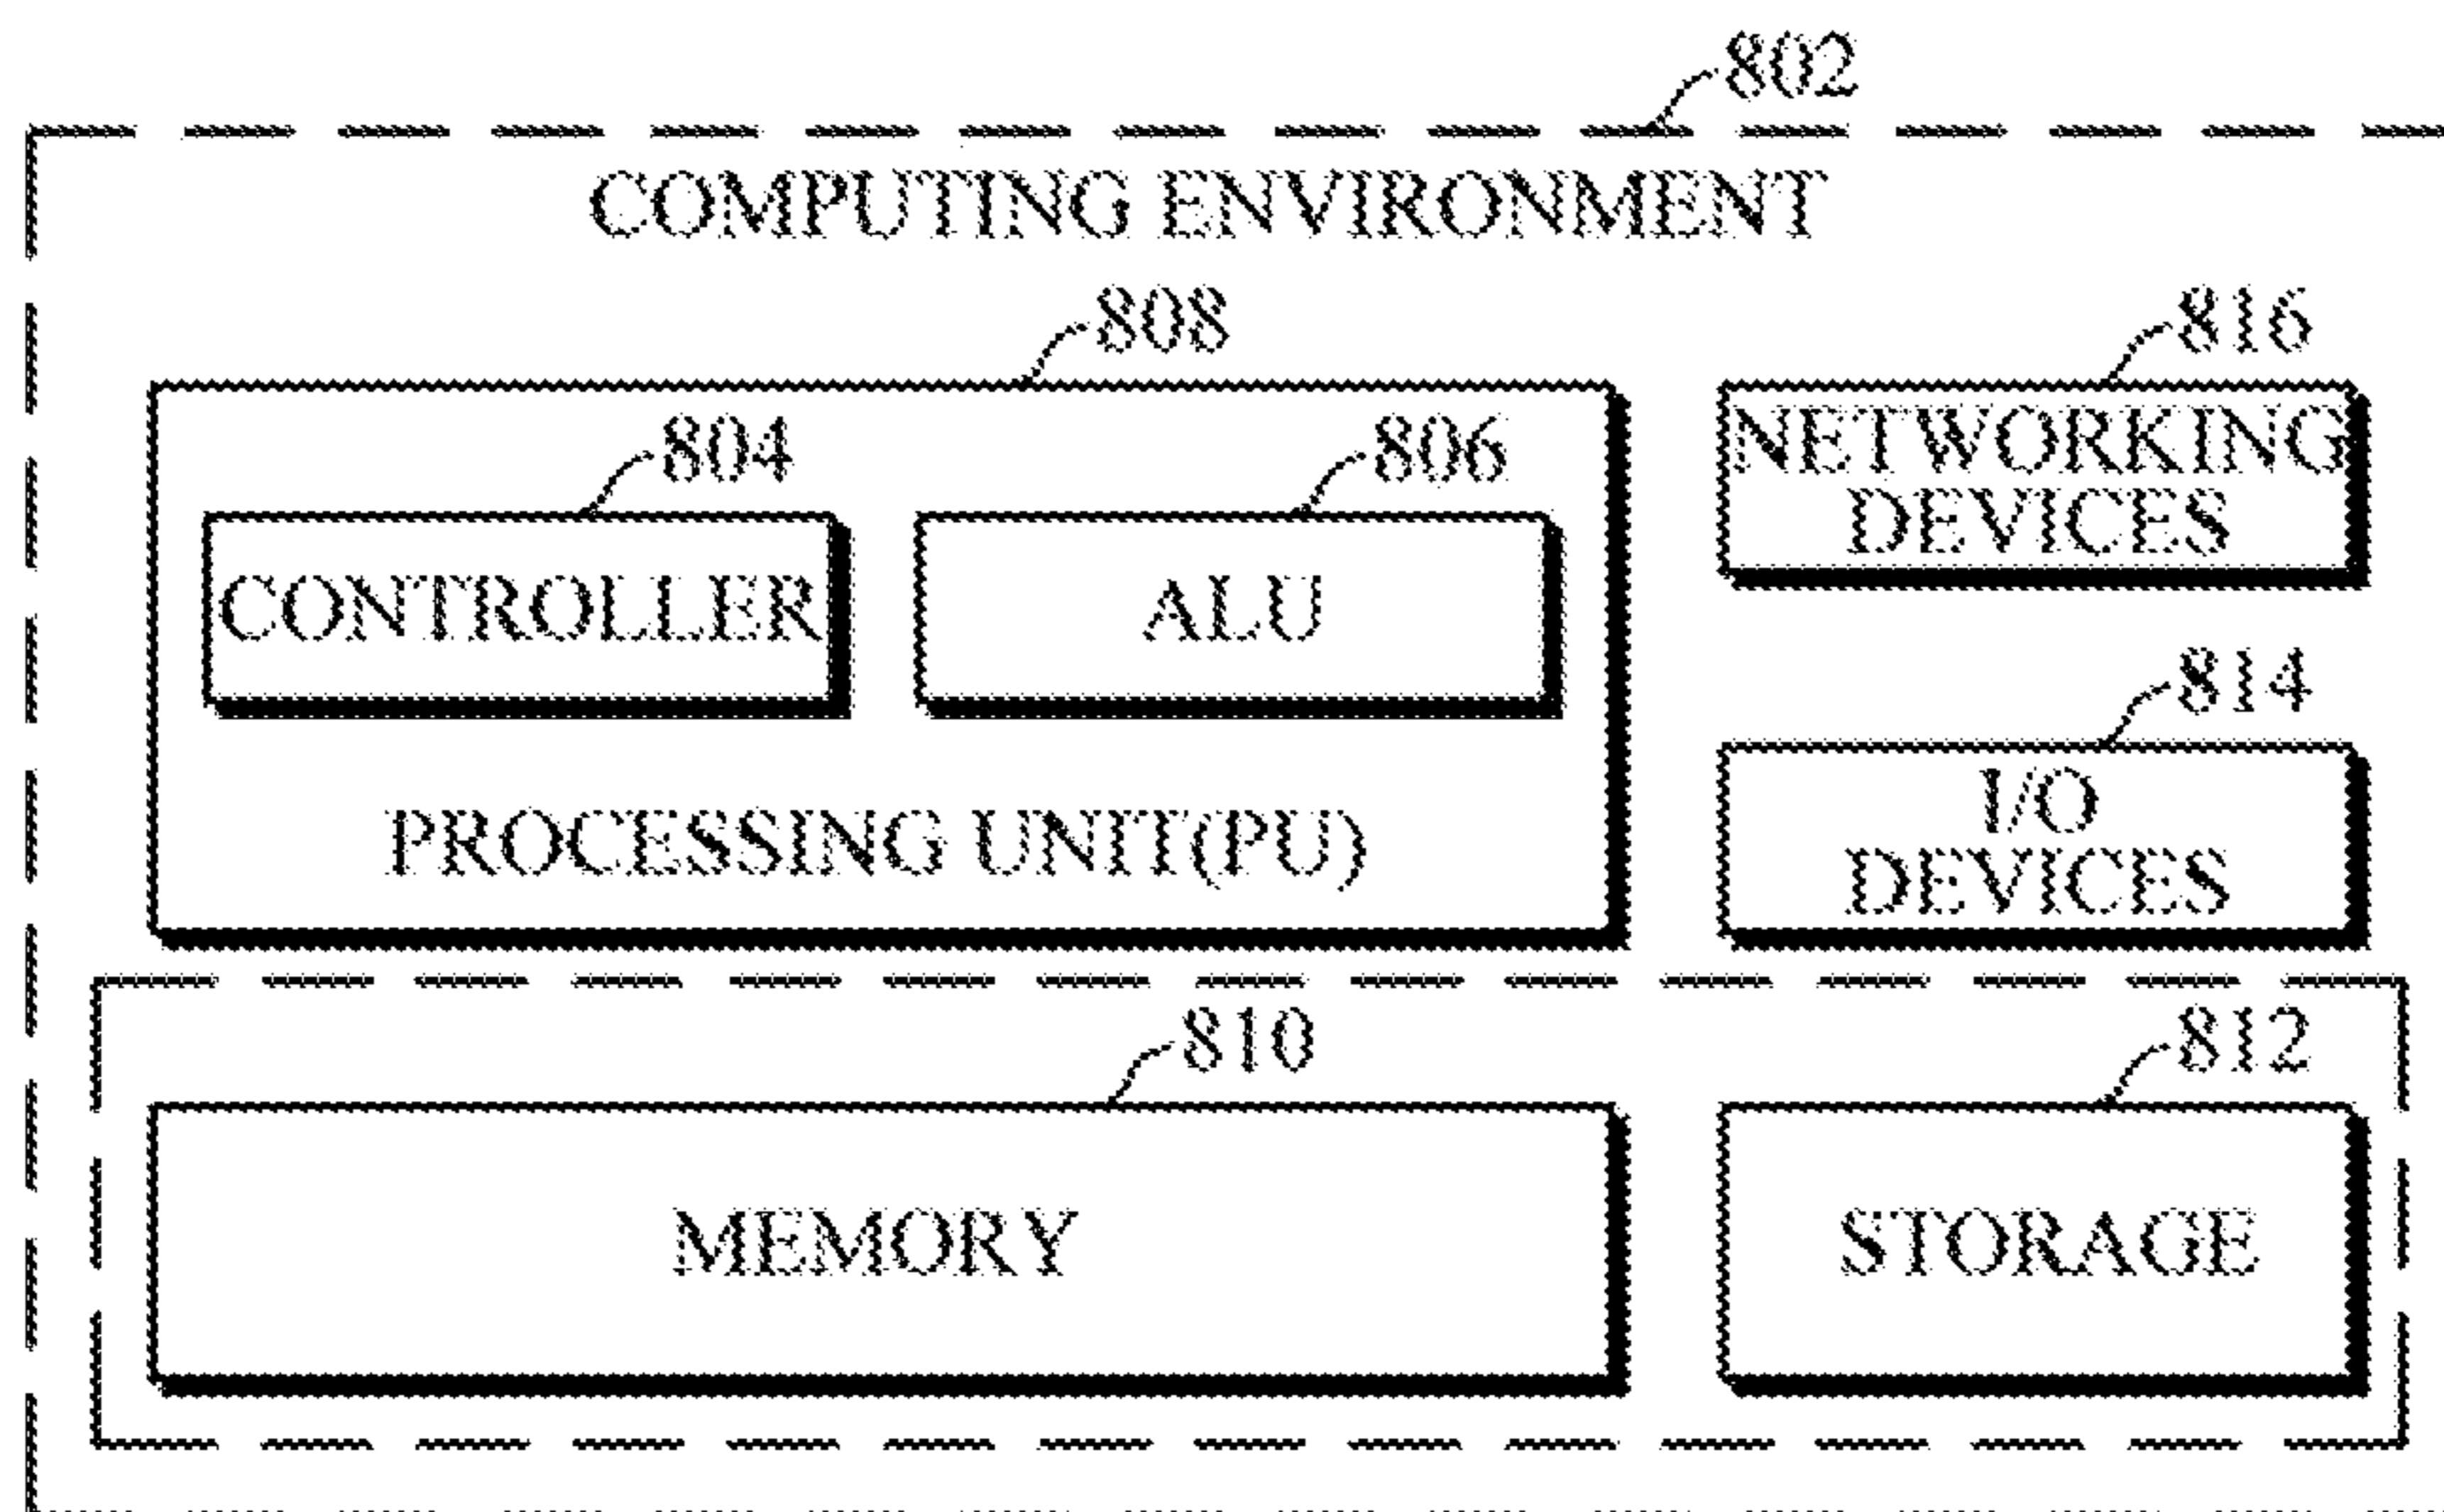 802
COMPUTING ENVIRONMENT
808
816
804
806
NETWORKING
DEVICES
CONTROLLER
ALU
814
PROCESSING UNIT(PU)
I/O
DEVICES
810
812
MEMORY
STORAGE